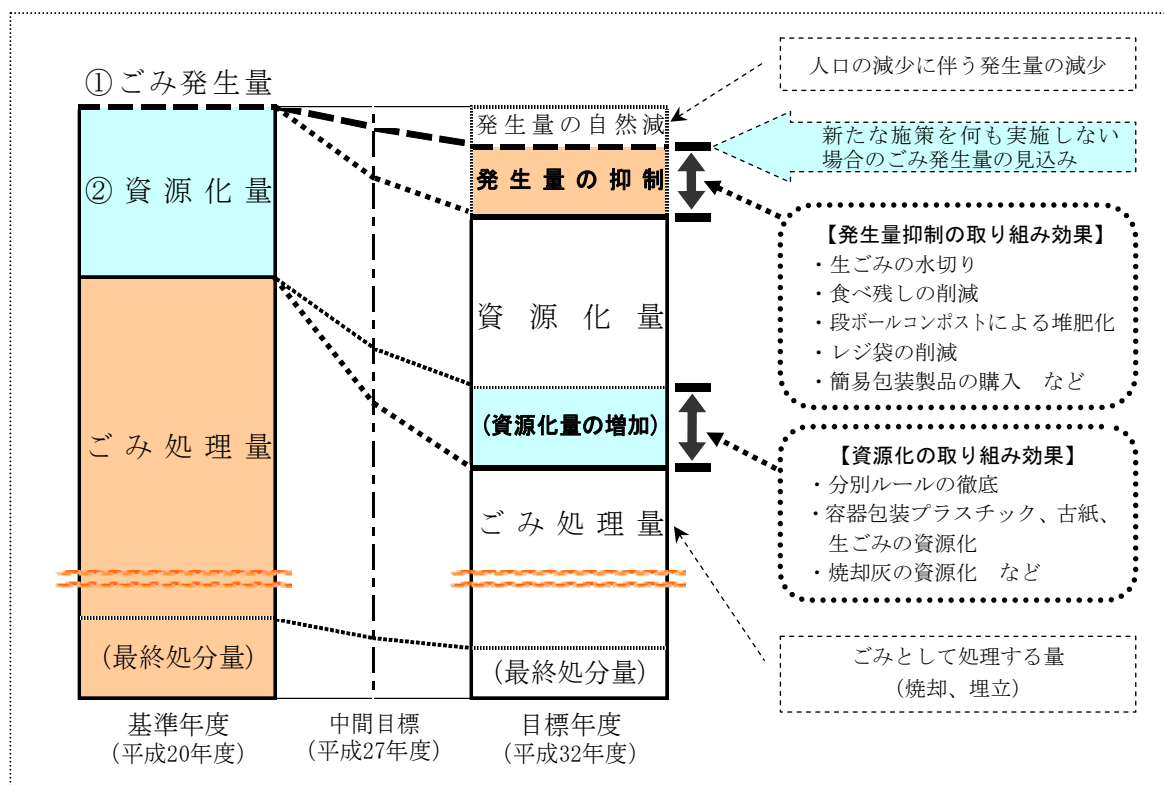 ①ごみ発生量
②資源化量
ごみ処理量
(最終処分量)
基準年度
(平成20年度)
中間目標
(平成27年度)
発生量の自然減
発生量の抑制
資源化量
(資源化量の増加)
ごみ処理量
(最終処分量)
目標年度
(平成32年度)
人口の減少に伴う発生量の減少
新たな施策を何も実施しない
場合のごみ発生量の見込み
【発生量抑制の取り組み効果】
・生ごみの水切り
・食べ残しの削減
・段ボールコンポストによる堆肥化
・レジ袋の削減
・簡易包装製品の購入　など
【資源化の取り組み効果】
・分別ルールの徹底
・容器包装プラスチック、古紙、
生ごみの資源化
・焼却灰の資源化　など
ごみとして処理する量
(焼却、埋立)